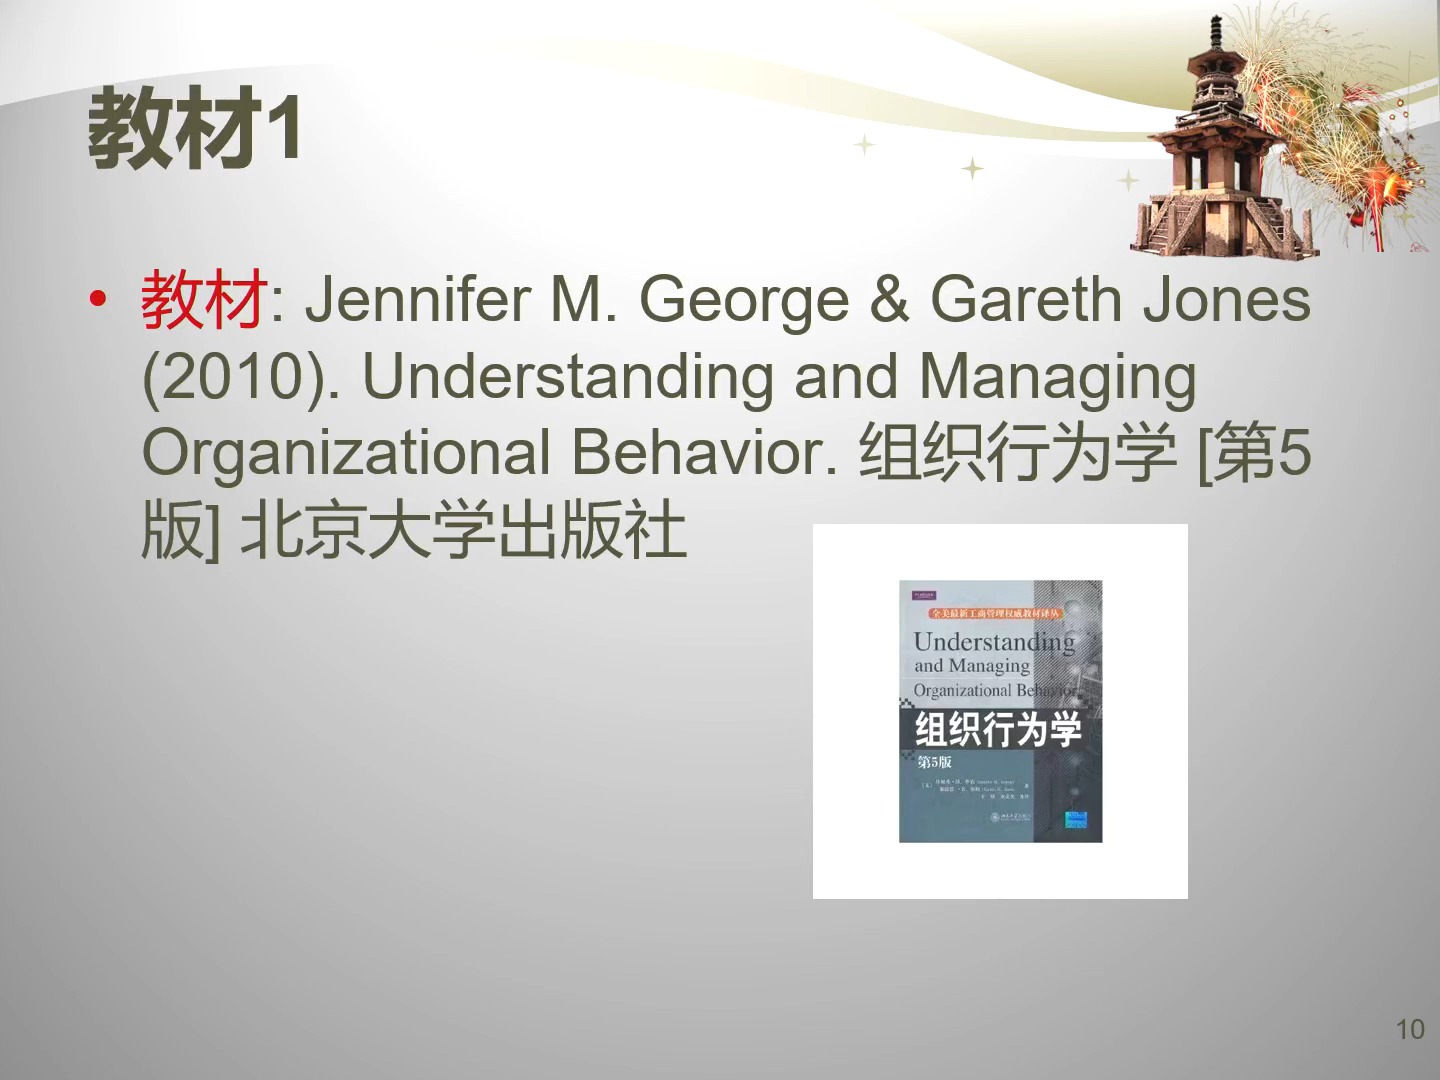 教材1
• 教材: Jennifer M. George & Gareth Jones
(2010). Understanding and Managing
Organizational Behavior. 组织行为学 [第5
版] 北京大学出版社
全美最新工商管理权威教材译丛
Understanding
and Managing
Organizational Behavior
组织行为学
第5版
10